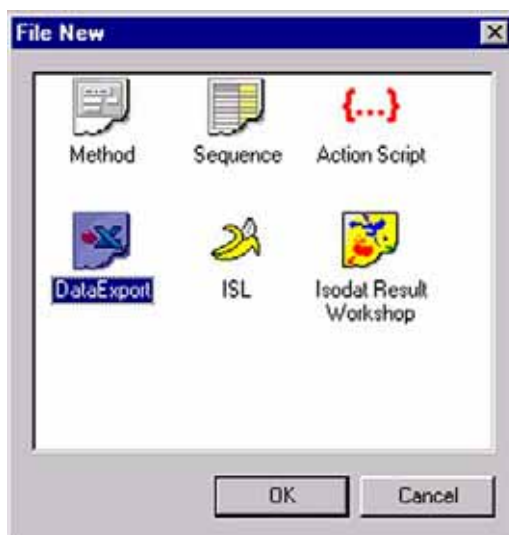 File New
Method
Sequence
{...}
Action Script
X
DataExport
ISL
Isodat Result
Workshop
OK
Cancel